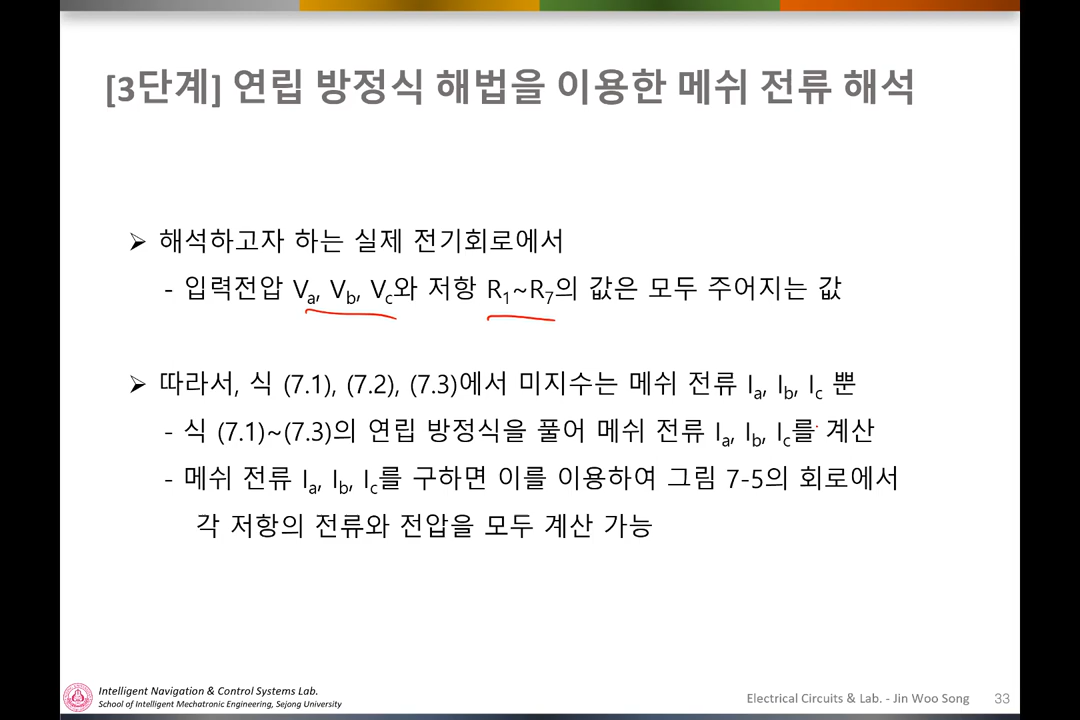 [3단계] 연립 방정식 해법을 이용한 메쉬 전류 해석
➢ 해석하고자 하는 실제 전기회로에서
- 입력전압 Va, Vb, Vc와 저항 R1~R7의 값은 모두 주어지는 값
➢ 따라서, 식 (7.1), (7.2), (7.3)에서 미지수는 메쉬 전류 Ia, Ib, Ic 뿐
- 식 (7.1)~(7.3)의 연립 방정식을 풀어 메쉬 전류 Ia, Ib, Ic를 계산
- 메쉬 전류 Ia, Ib, Ic를 구하면 이를 이용하여 그림 7-5의 회로에서
각 저항의 전류와 전압을 모두 계산 가능
Intelligent Navigation & Control Systems Lab.
School of Intelligent Mechatronic Engineering, Sejong University
Electrical Circuits & Lab. - Jin Woo Song 33